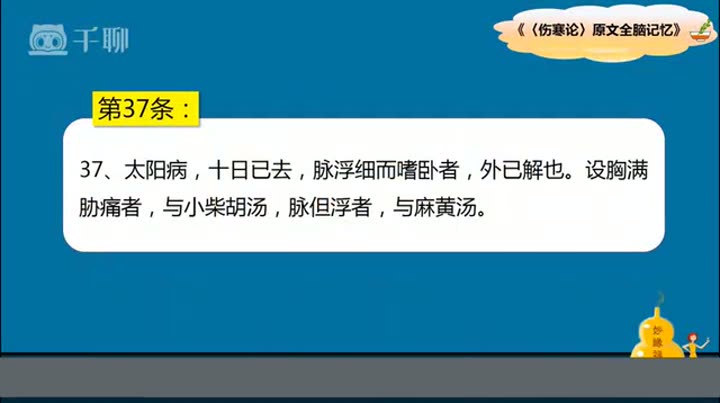 千聊
《〈伤寒论〉原文全脑记忆》
第37条：
37、太阳病，十日已去，脉浮细而嗜卧者，外已解也。设胸满
胁痛者，与小柴胡汤，脉但浮者，与麻黄汤。
妙
缘